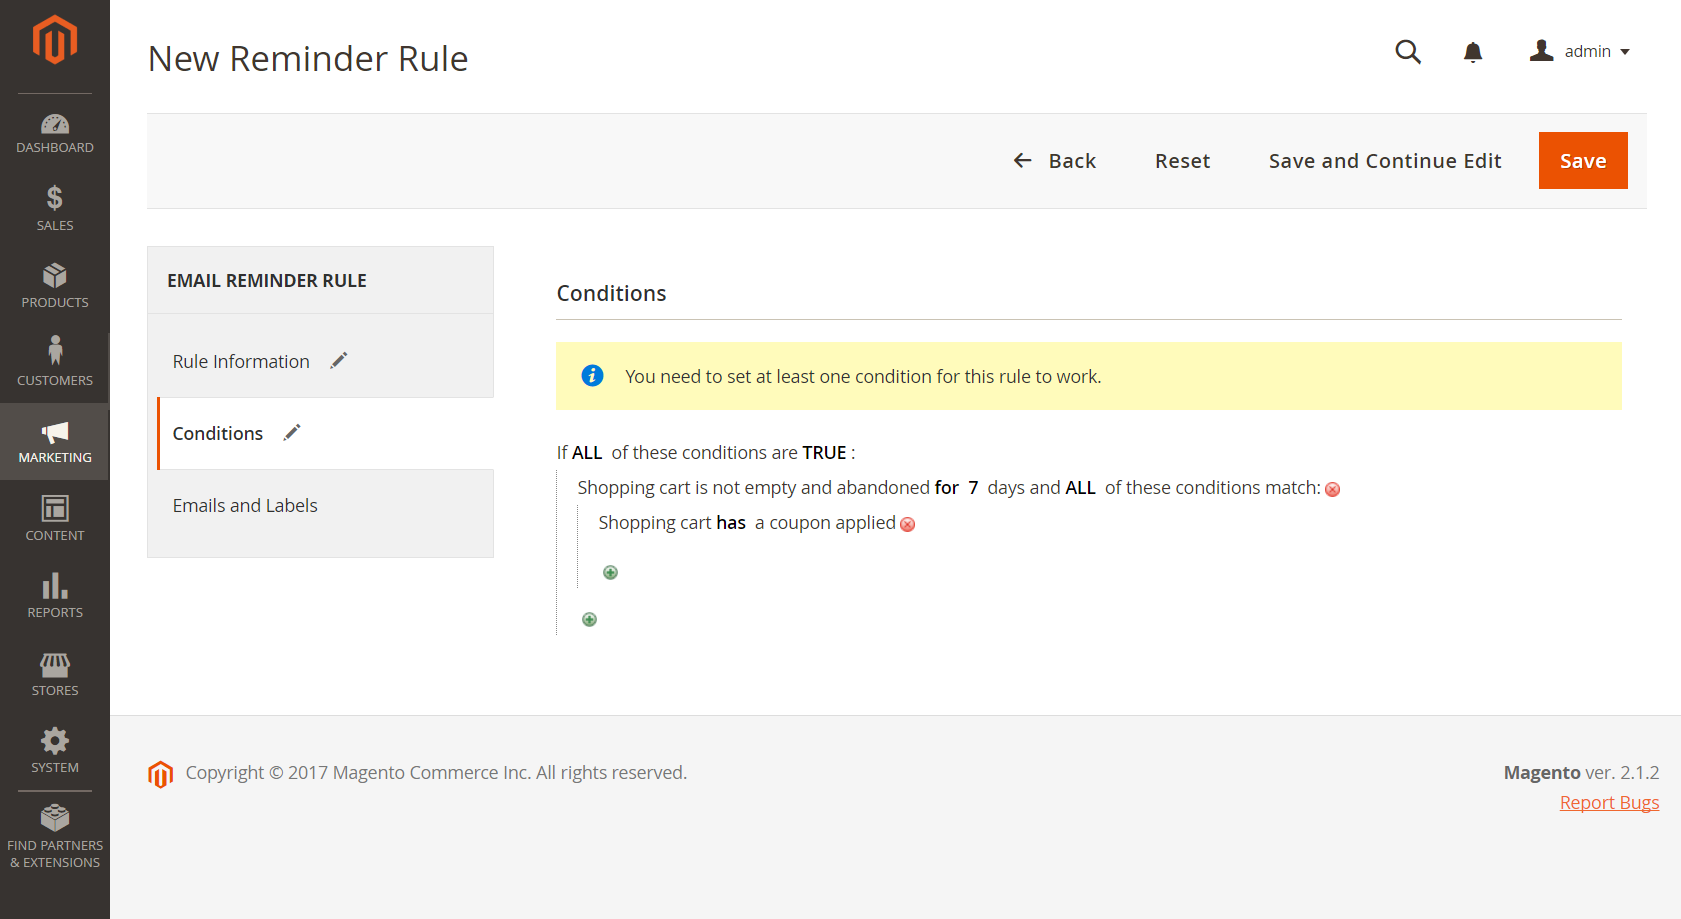 New Reminder Rule
admin
Back Reset Save and Continue Edit Save
DASHBOARD
SALES
PRODUCTS
CUSTOMERS
MARKETING
CONTENT
REPORTS
STORES
SYSTEM
FIND PARTNERS
& EXTENSIONS
EMAIL REMINDER RULE
Rule Information
Conditions
Emails and Labels
Conditions
You need to set at least one condition for this rule to work.
If ALL of these conditions are TRUE :
Shopping cart is not empty and abandoned for 7 days and ALL of these conditions match:
Shopping cart has a coupon applied
Copyright © 2017 Magento Commerce Inc. All rights reserved.
Magento ver. 2.1.2
Report Bugs